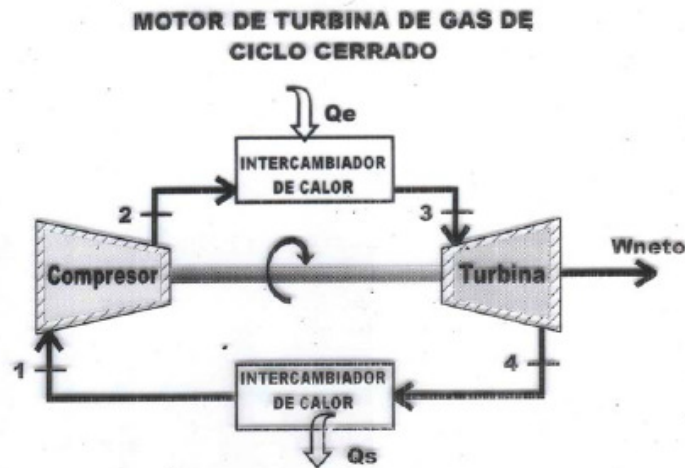 MOTOR DE TURBINA DE GAS DE
CICLO CERRADO
Qe
INTERCAMBIADOR
DE CALOR
2
3
Wneto
Compresor
Turbina
1
4
INTERCAMBIADOR
DE CALOR
Qs